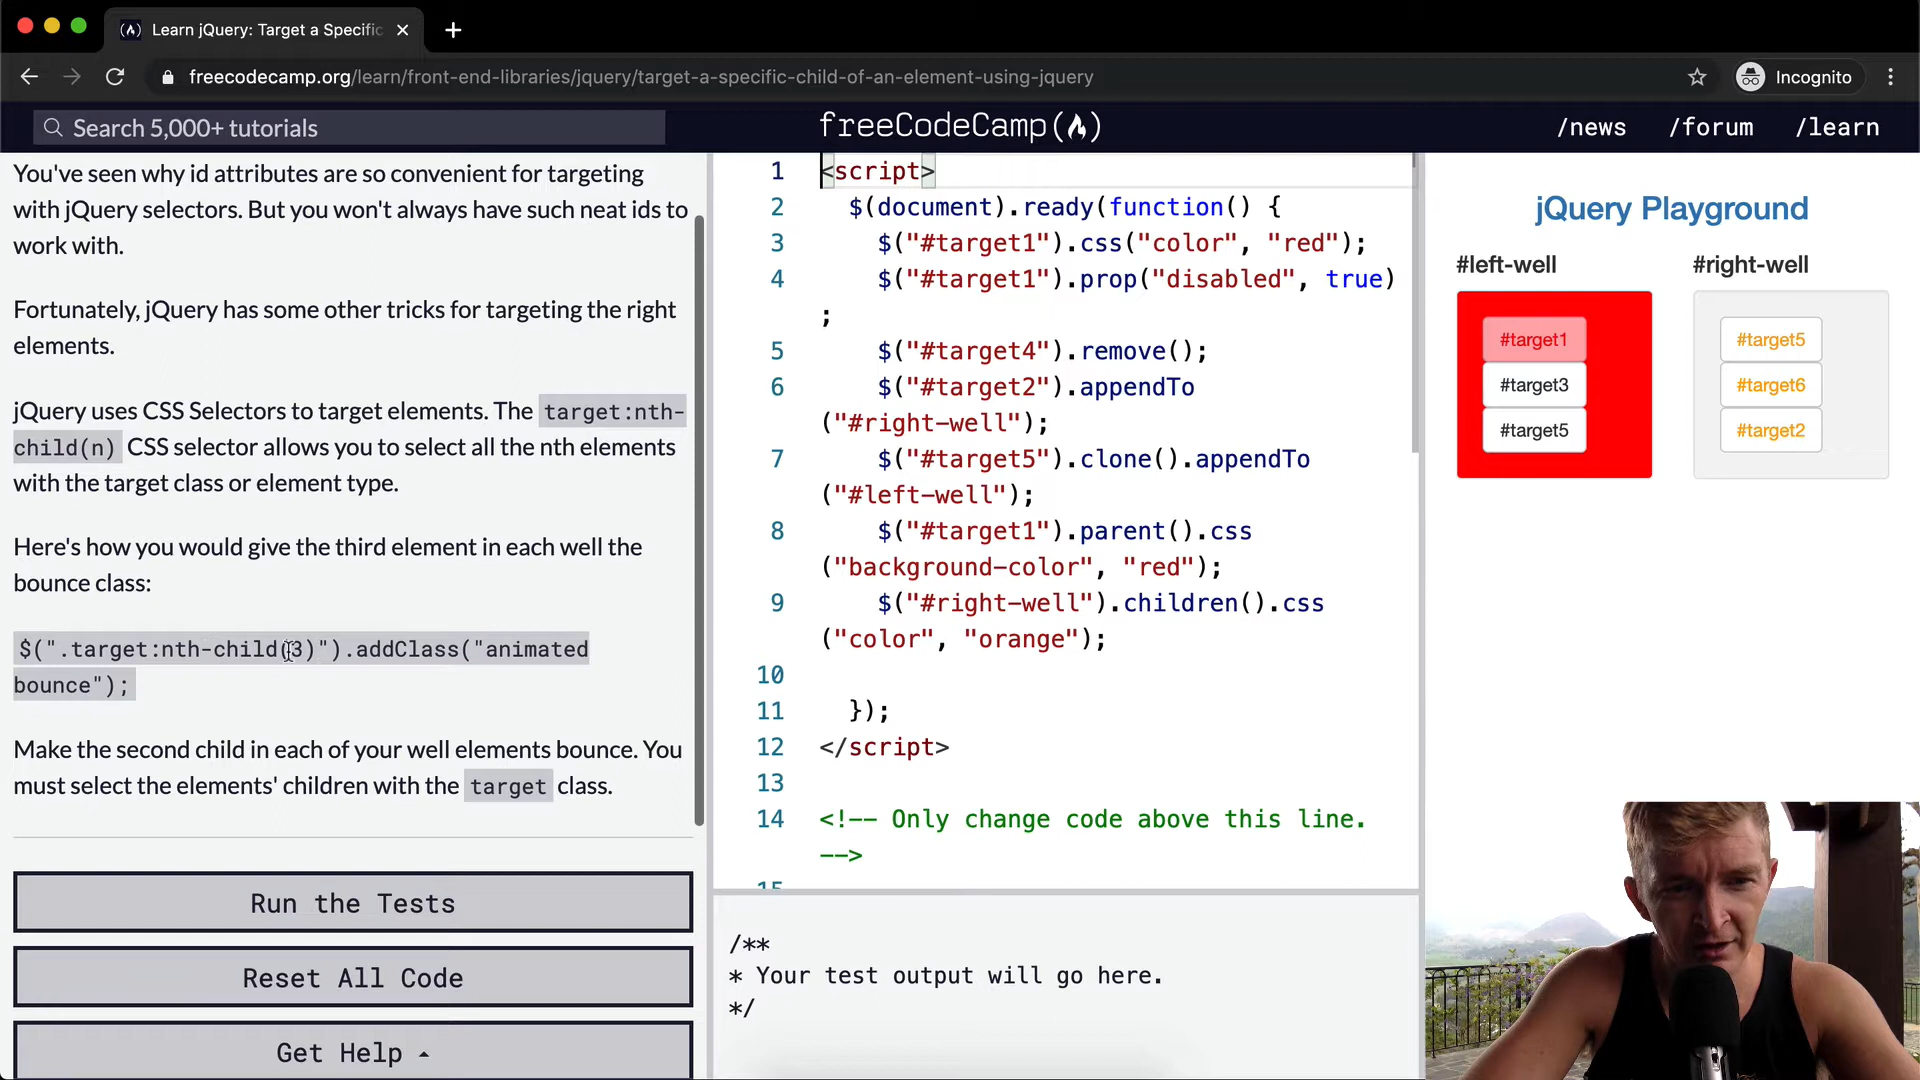 Learn jQuery: Target a Specific
freecodecamp.org/learn/front-end-libraries/jquery/target-a-specific-child-of-an-element-using-jquery
Incognito
Search 5,000+ tutorials
freeCodeCamp
/news
/forum
/learn
You've seen why id attributes are so convenient for targeting
with jQuery selectors. But you won't always have such neat ids to
work with.
Fortunately, jQuery has some other tricks for targeting the right
elements.
jQuery uses CSS Selectors to target elements. The target:nth-
child(n) CSS selector allows you to select all the nth elements
with the target class or element type.
Here's how you would give the third element in each well the
bounce class:
$(".target:nth-child(3)").addClass("animated
bounce");
Make the second child in each of your well elements bounce. You
must select the elements' children with the target class.
Run the Tests
Reset All Code
Get Help
1 <script>
2 $(document).ready(function() {
3 $("#target1").css("color", "red");
4 $("#target1").prop("disabled", true)
;
5 $("#target4").remove();
6 $("#target2").appendTo
("#right-well");
7 $("#target5").clone().appendTo
("#left-well");
8 $("#target1").parent().css
("background-color", "red");
9 $("#right-well").children().css
("color", "orange");
10
11 });
12 </script>
13
14 <!-- Only change code above this line.
-->
15
/**
* Your test output will go here.
*/
jQuery Playground
#left-well
#target1
#target3
#target5
#right-well
#target5
#target6
#target2